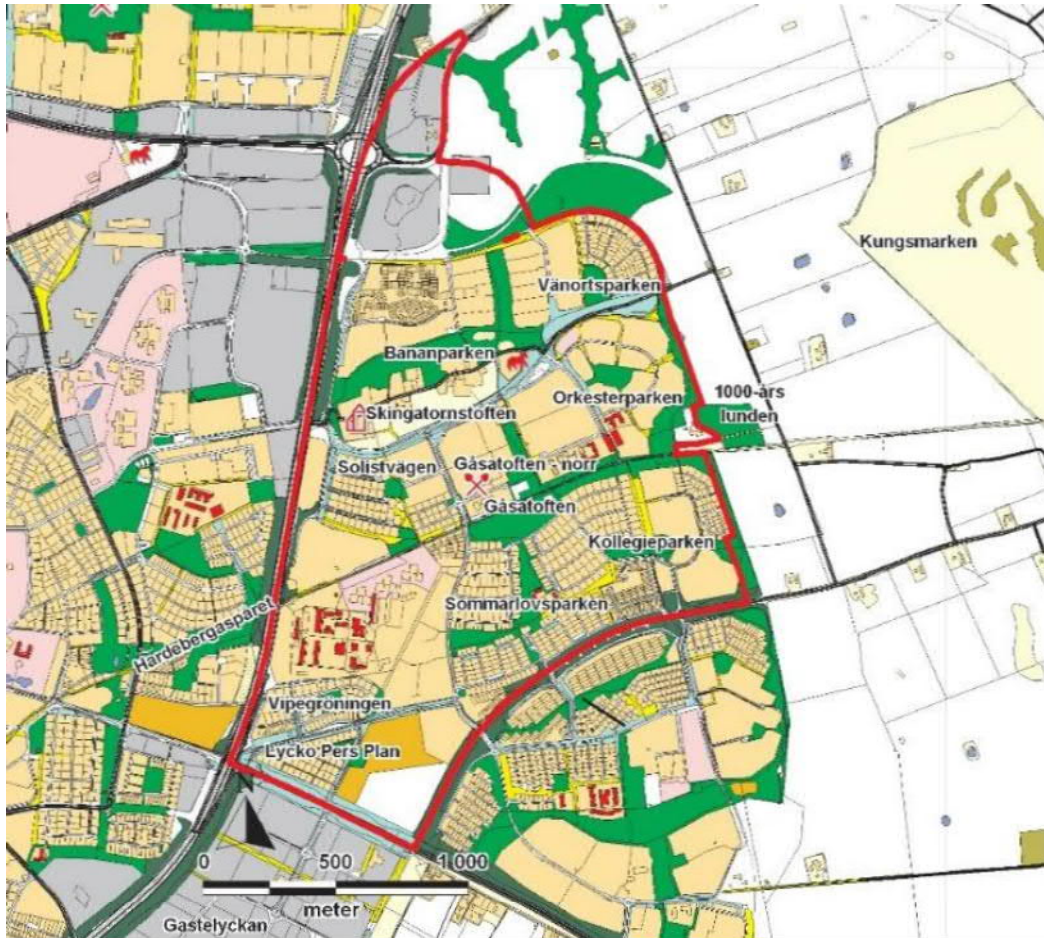 Kungsmarken
Vänortsparken
Bananparken
Orkesterparken
1000-års
lunden
Skingatornstoften
Solistvägen
Gåsatoften - norr
Gåsatoften
Kollegieparken
Sommarlovsparken
Hardebergaspåret
Vipegröningen
Lycko Pers Plan
0 500 1 000
meter
Gastelyckan